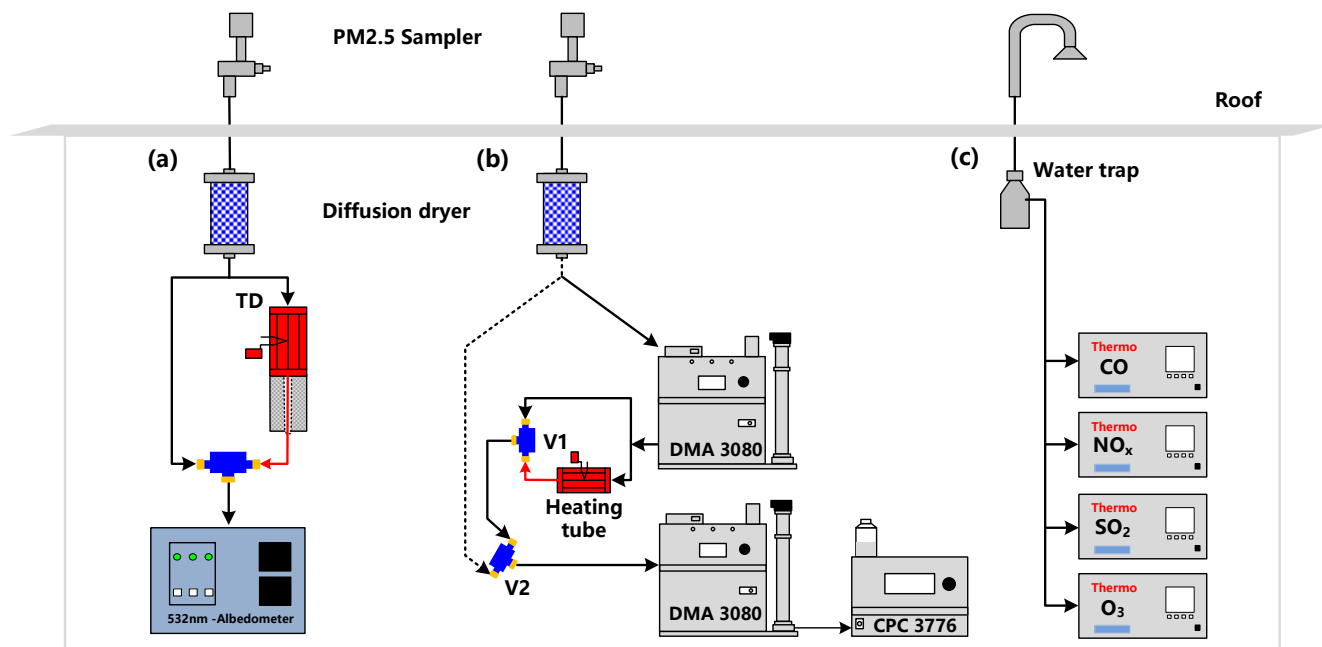 PM2.5 Sampler
Roof
(a)
(b)
(c)
Water trap
Diffusion dryer
TD
Thermo
CO
V1
DMA 3080
Thermo
NOₓ
Heating
tube
Thermo
SO₂
V2
532nm -Albedometer
DMA 3080
CPC 3776
Thermo
O₃